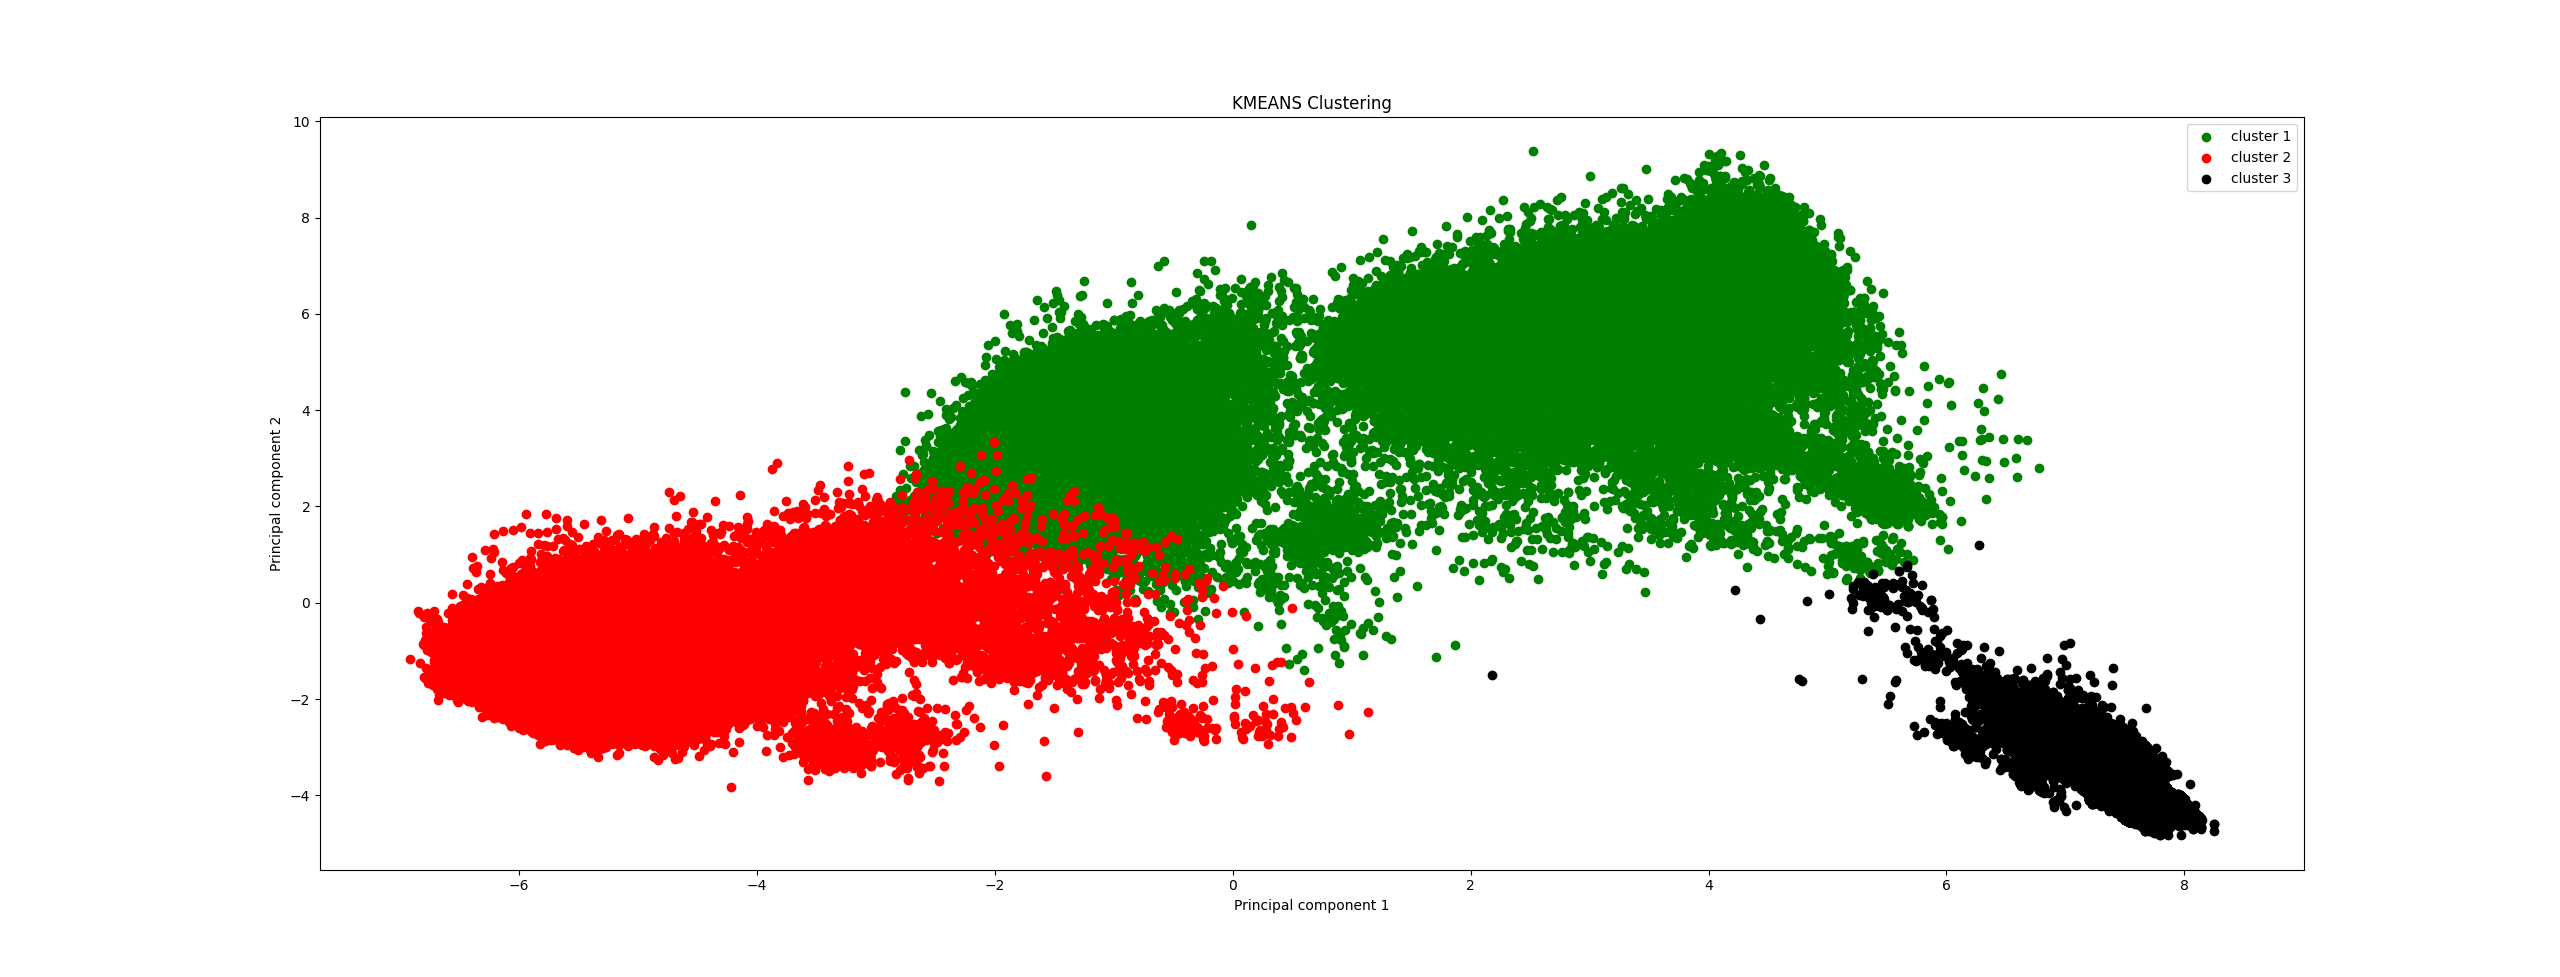 KMEANS Clustering
cluster 1
cluster 2
cluster 3
Principal component 2
10
8
6
4
2
0
−2
−4
−6
−4
−2
0
2
4
6
8
Principal component 1